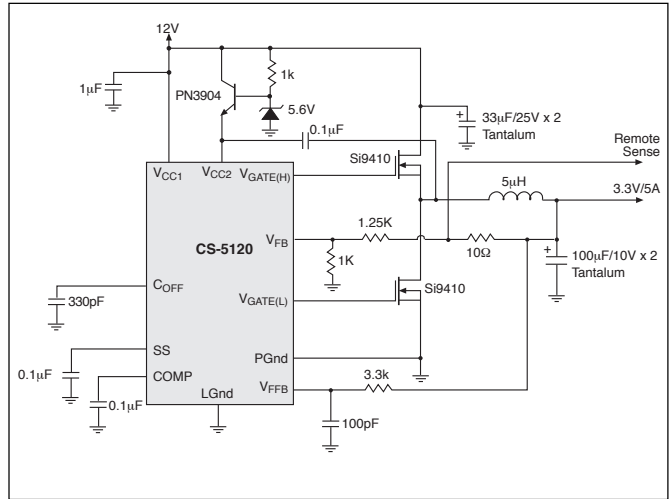 12V
1k
1μF
PN3904
5.6V
33μF/25V x 2
Tantalum
0.1μF
Si9410
Remote
Sense
VCC1
VCC2
VGATE(H)
5μH
3.3V/5A
1.25K
CS-5120
VFB
10Ω
100μF/10V x 2
Tantalum
1K
COFF
330pF
VGATE(L)
Si9410
SS
PGnd
0.1μF
COMP
3.3k
VFFB
LGnd
0.1μF
100pF
+
+